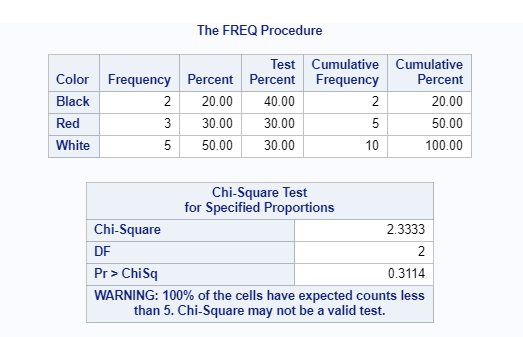 The FREQ Procedure
Test Cumulative Cumulative
Color Frequency Percent Percent Frequency Percent
Black 2 20.00 40.00 2 20.00
Red 3 30.00 30.00 5 50.00
White 5 50.00 30.00 10 100.00
Chi-Square Test
for Specified Proportions
Chi-Square 2.3333
DF 2
Pr > ChiSq 0.3114
WARNING: 100% of the cells have expected counts less
than 5. Chi-Square may not be a valid test.